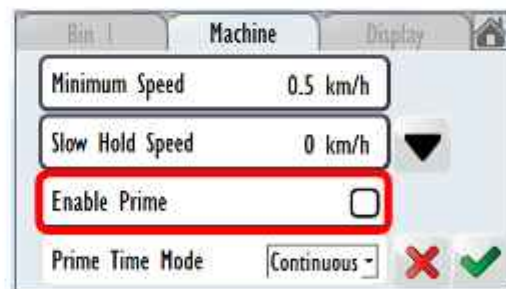 Bin 1 Machine Display
Minimum Speed 0.5 km/h
Slow Hold Speed 0 km/h
Enable Prime
Prime Time Mode Continuous